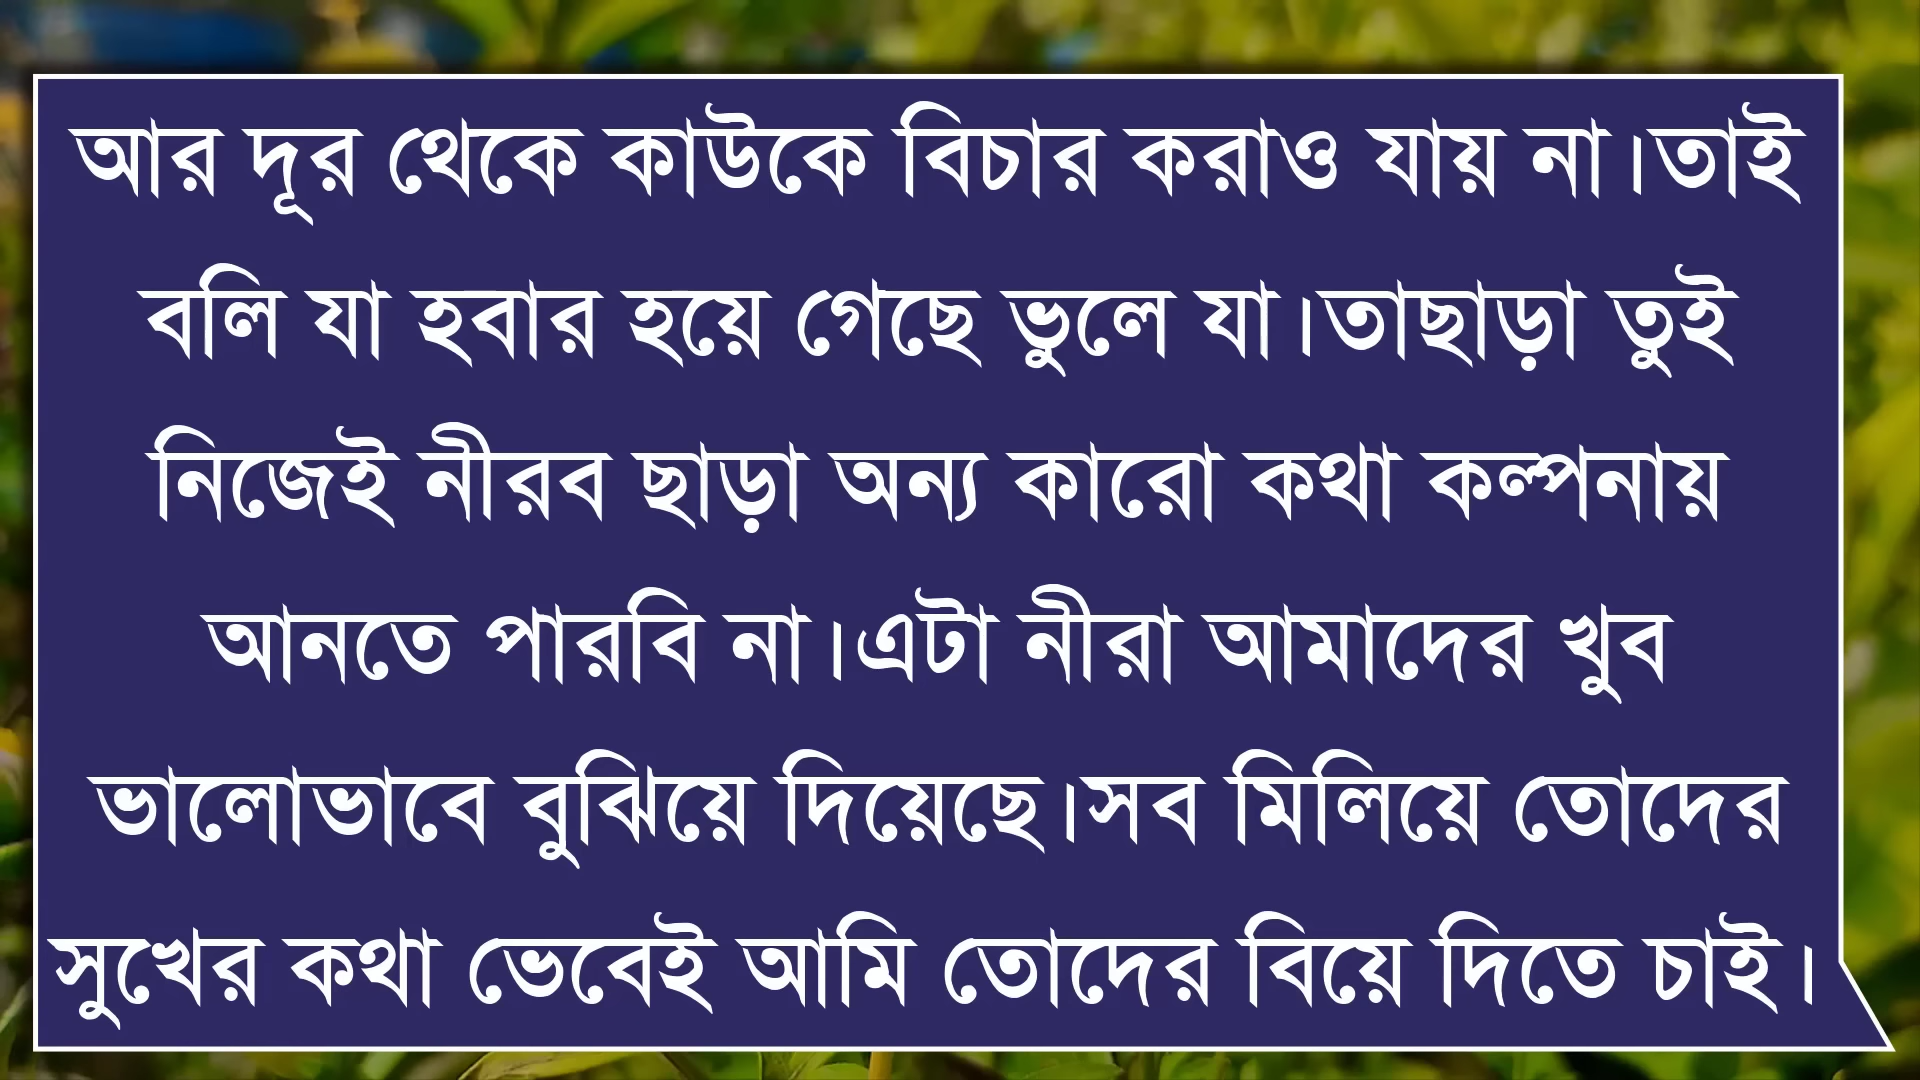 আর দূর থেকে কাউকে বিচার করাও যায় না।তাই
বলি যা হবার হয়ে গেছে ভুলে যা।তাছাড়া তুই
নিজেই নীরব ছাড়া অন্য কারো কথা কল্পনায়
আনতে পারবি না।এটা নীরা আমাদের খুব
ভালোভাবে বুঝিয়ে দিয়েছে।সব মিলিয়ে তোদের
সুখের কথা ভেবেই আমি তোদের বিয়ে দিতে চাই।